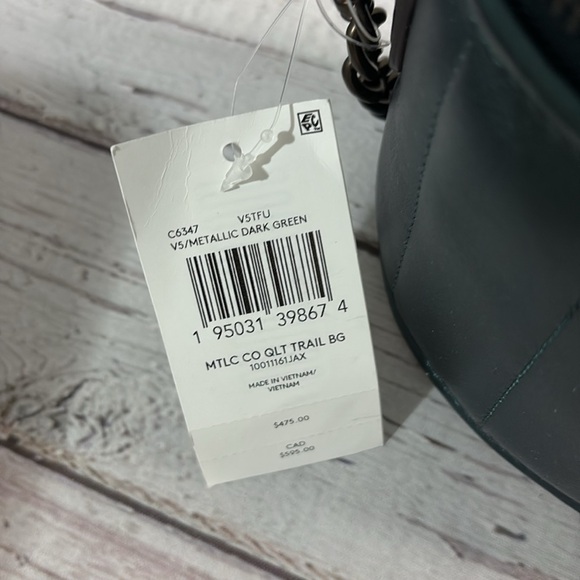 C6347 V5TFU
V5/METALLIC DARK GREEN
1 95031 39867 4
MTLC CO QLT TRAIL BG
10011161JAX
MADE IN VIETNAM/
VIETNAM
$475.00
CAD
$595.00